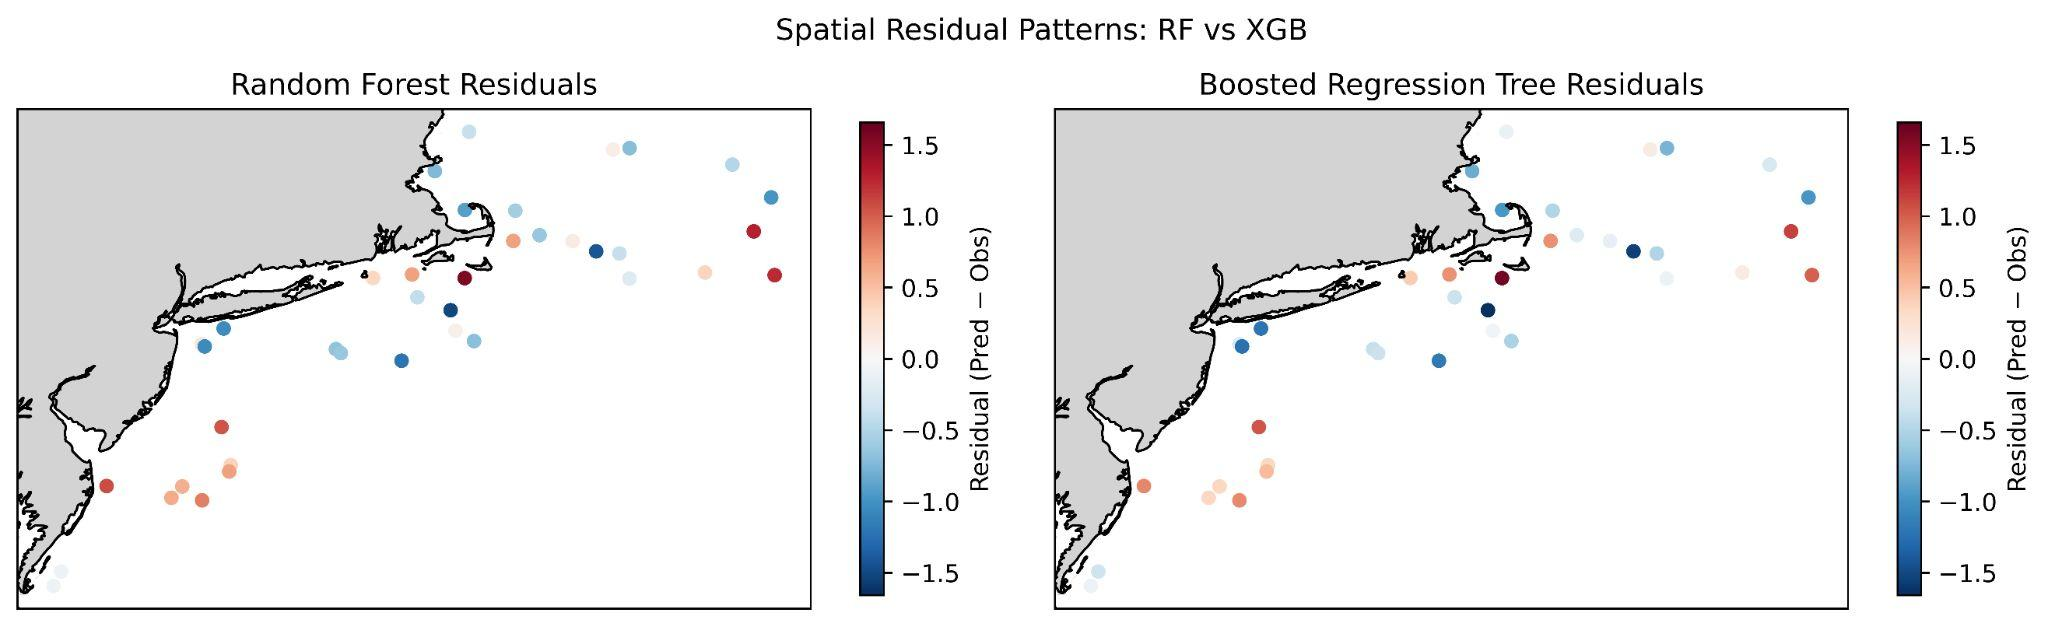 Spatial Residual Patterns: RF vs XGB
Random Forest Residuals
1.5
1.0
0.5
0.0
−0.5
−1.0
−1.5
Residual (Pred − Obs)
Boosted Regression Tree Residuals
1.5
1.0
0.5
0.0
−0.5
−1.0
−1.5
Residual (Pred − Obs)